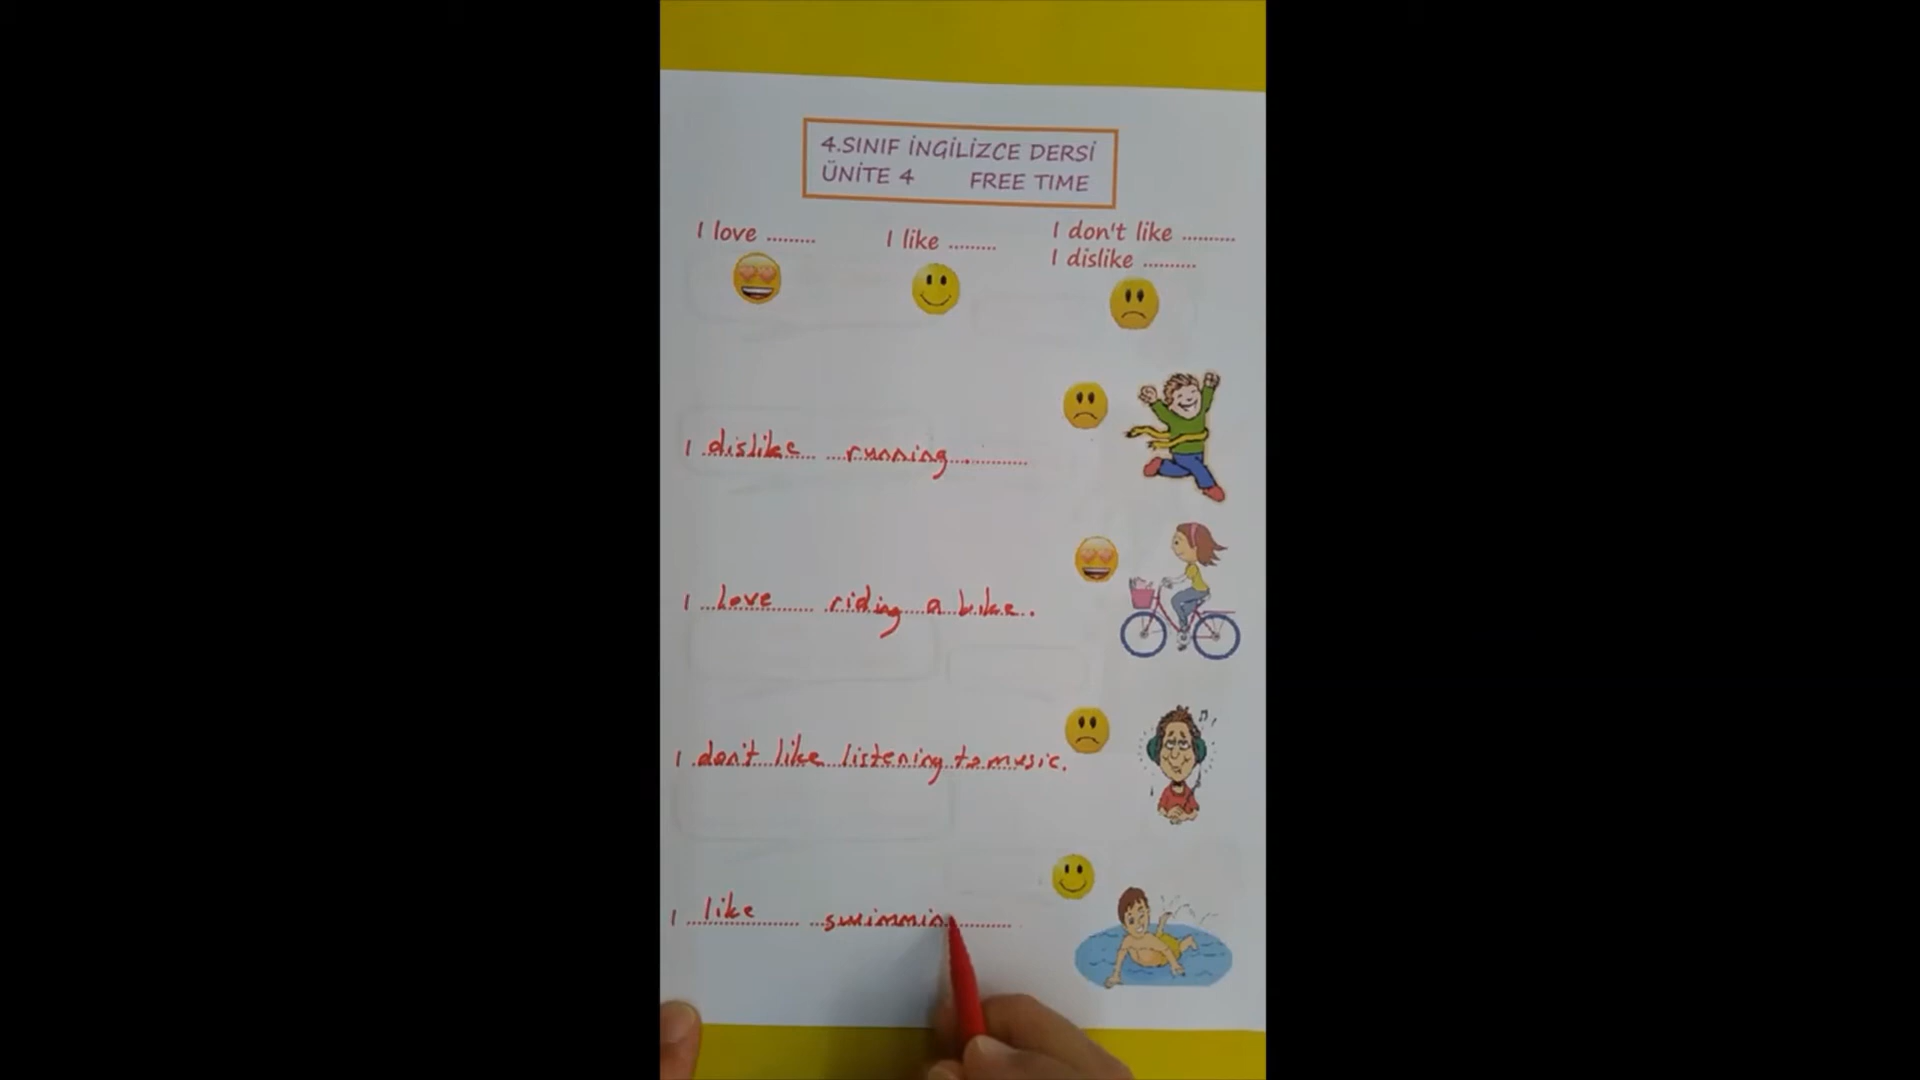 4.SINIF İNGİLİZCE DERSİ
ÜNİTE 4 FREE TIME
I love .........
I like .........
I don't like ..........
I dislike ..........
I dislike running
I love riding a bike.
I don't like listening to music.
I like swimmin